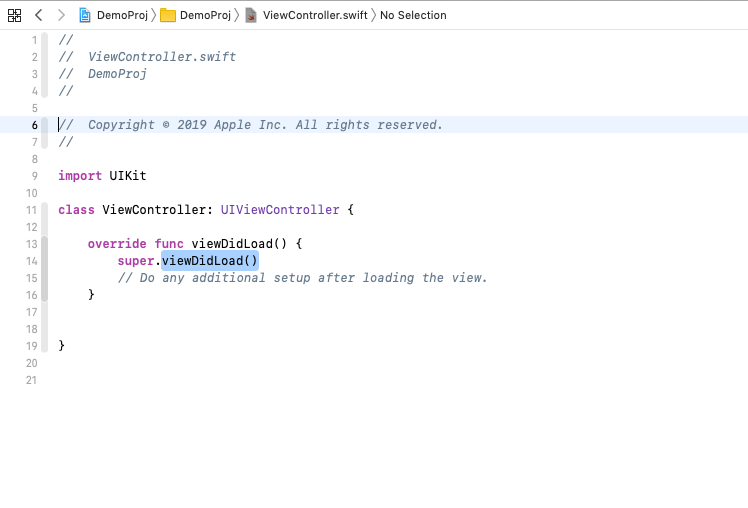 DemoProj DemoProj ViewController.swift No Selection
1 //
2 //  ViewController.swift
3 //  DemoProj
4 //
5
6 //  Copyright © 2019 Apple Inc. All rights reserved.
7 //
8
9 import UIKit
10
11 class ViewController: UIViewController {
12
13     override func viewDidLoad() {
14         super.viewDidLoad()
15         // Do any additional setup after loading the view.
16     }
17
18
19 }
20
21